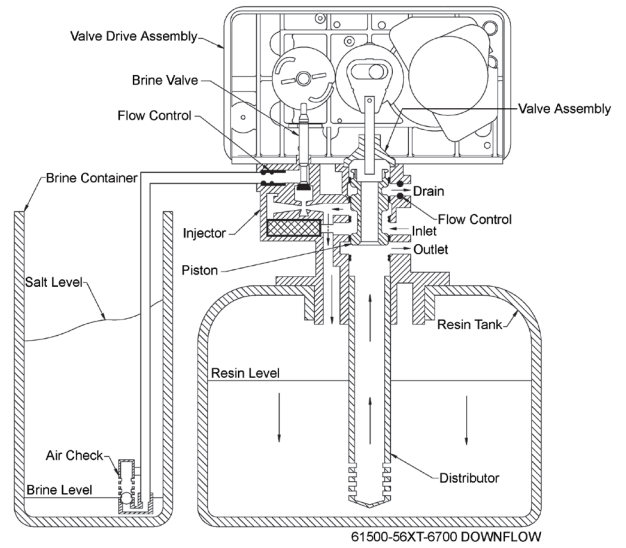 Valve Drive Assembly
Brine Valve
Flow Control
Valve Assembly
Brine Container
Drain
Flow Control
Injector
Inlet
Outlet
Piston
Salt Level
Resin Tank
Resin Level
Air Check
Distributor
Brine Level
61500-56XT-6700 DOWNFLOW